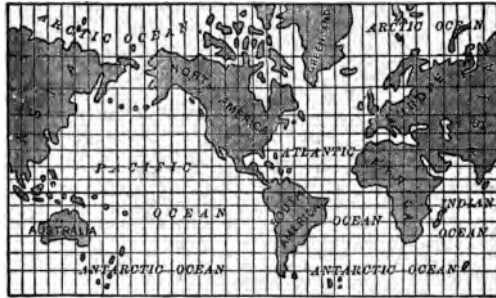 ARCTIC OCEAN
ARCTIC OCEAN
GREENLAND
NORTH AMERICA
EUROPE
ASIA
ASIA
ATLANTIC
PACIFIC
AFRICA
INDIAN
OCEAN
SOUTH AMERICA
OCEAN
OCEAN
AUSTRALIA
ANTARCTIC OCEAN
ANTARCTIC OCEAN